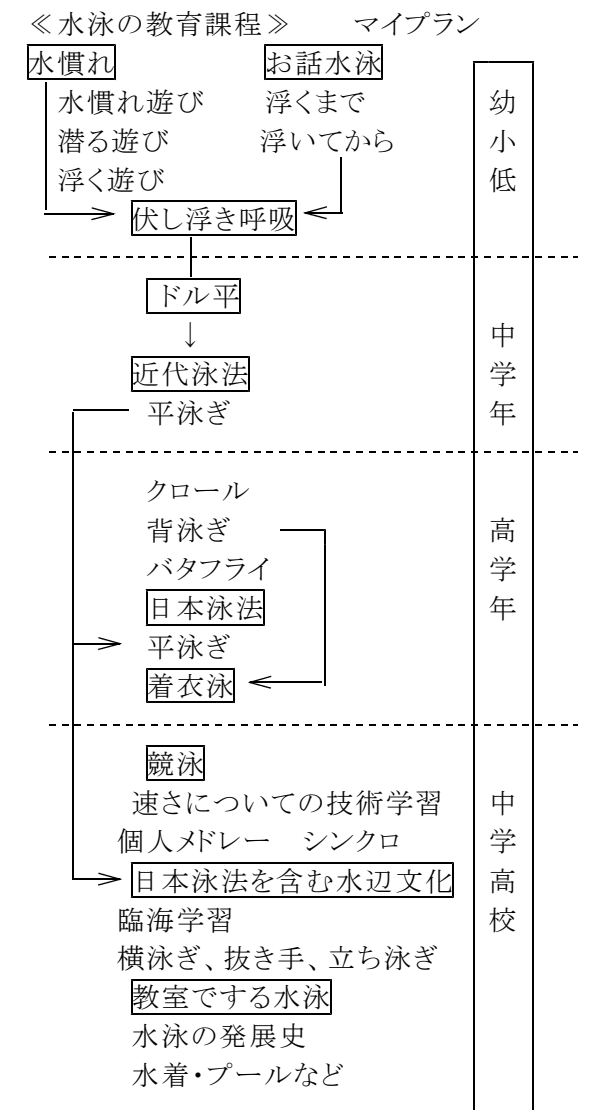 ≪水泳の教育課程≫　　マイプラン
水慣れ　　お話水泳
水慣れ遊び　　浮くまで
潜る遊び　　浮いてから
浮く遊び
伏し浮き呼吸
幼小低
ドル平
↓
近代泳法
平泳ぎ
中学年
クロール
背泳ぎ
バタフライ
日本泳法
平泳ぎ
着衣泳
高学年
競泳
速さについての技術学習
個人メドレー　シンクロ
日本泳法を含む水辺文化
臨海学習
横泳ぎ、抜き手、立ち泳ぎ
教室でする水泳
水泳の発展史
水着・プールなど
中学高校